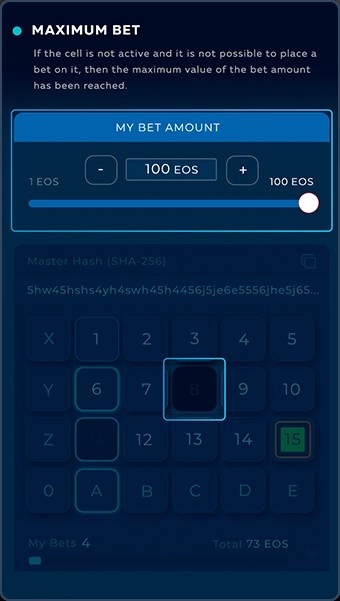 MAXIMUM BET
If the cell is not active and it is not possible to place a
bet on it, then the maximum value of the bet amount
has been reached.
MY BET AMOUNT
- 100 EOS +
1 EOS 100 EOS
Master Hash (SHA-256)
5hw45hshs4yh4swh45h4456j5je6e5556jhe5j65...
X 1 2 3 4 5
Y 6 7 8 9 10
Z 12 13 14 15
0 A B C D E
My Bets 4 Total 73 EOS